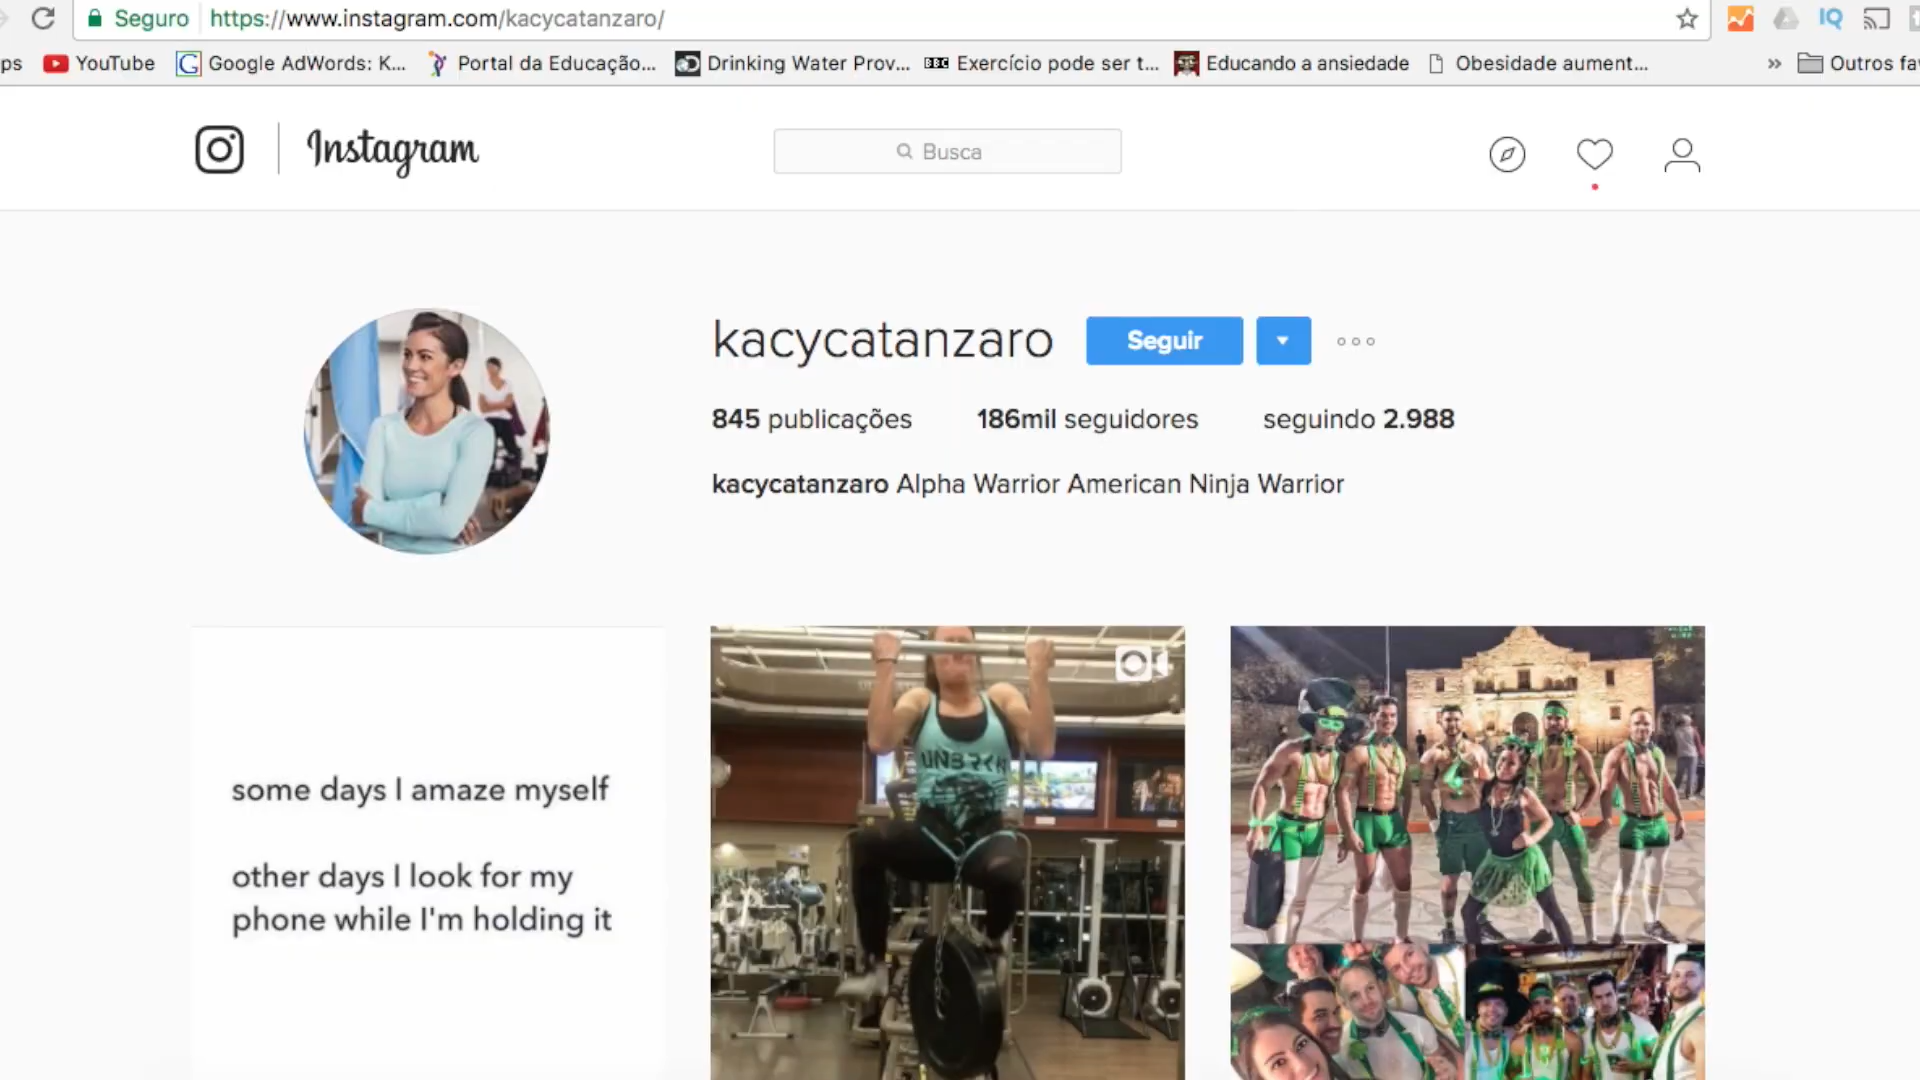 Seguro https://www.instagram.com/kacycatanzaro/
ps YouTube Google AdWords: K... Portal da Educação... Drinking Water Prov... BBC Exercício pode ser t... Educando a ansiedade Obesidade aument... » Outros fa
Instagram
Busca
kacycatanzaro Seguir
845 publicações 186mil seguidores seguindo 2.988
kacycatanzaro Alpha Warrior American Ninja Warrior
some days I amaze myself
other days I look for my
phone while I'm holding it